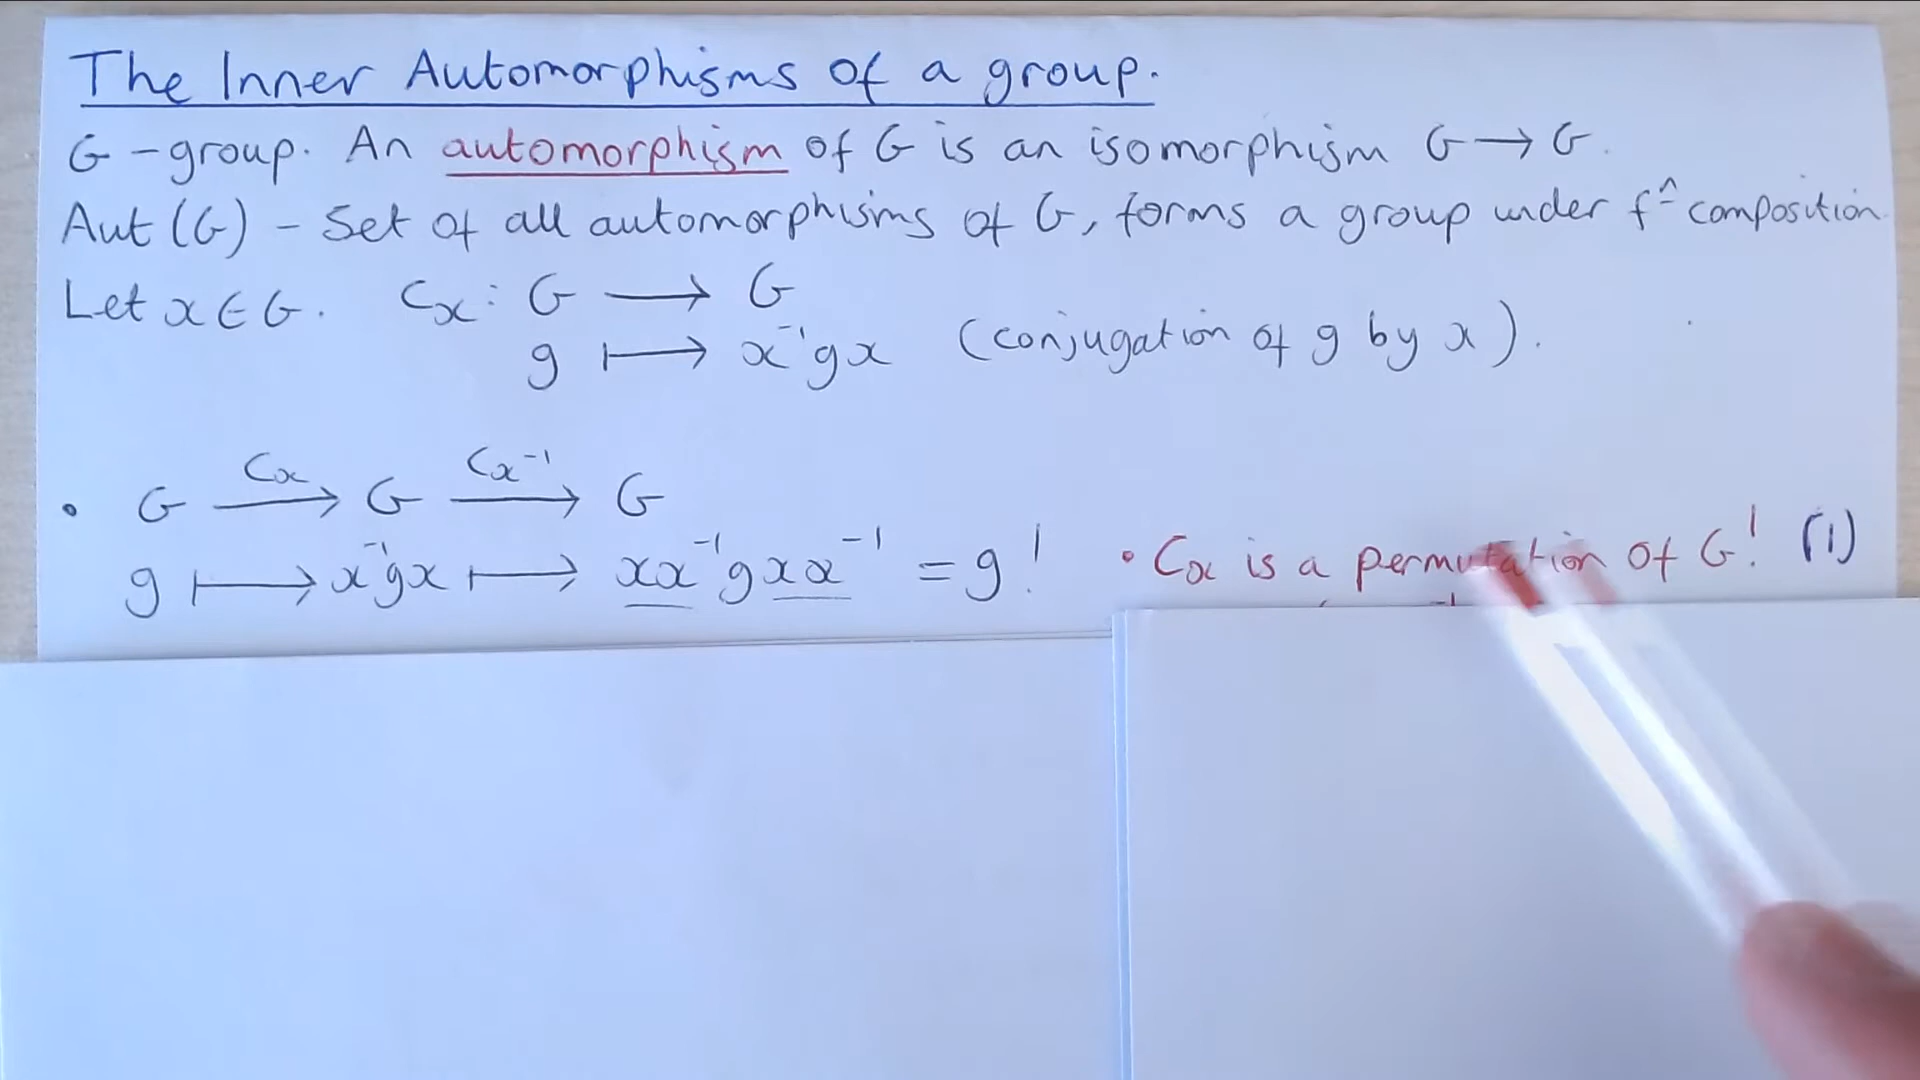 The Inner Automorphisms of a group.
G - group. An automorphism of G is an isomorphism G → G.
Aut (G) - Set of all automorphisms of G, forms a group under fⁿ composition.
Let x ∈ G. Cx : G → G
g ↦ x⁻¹gx (conjugation of g by x).
• G —Cx→ G —Cx⁻¹→ G
g ↦ x⁻¹gx ↦ xx⁻¹gxx⁻¹ = g!
• Cx is a permutation of G! (1)